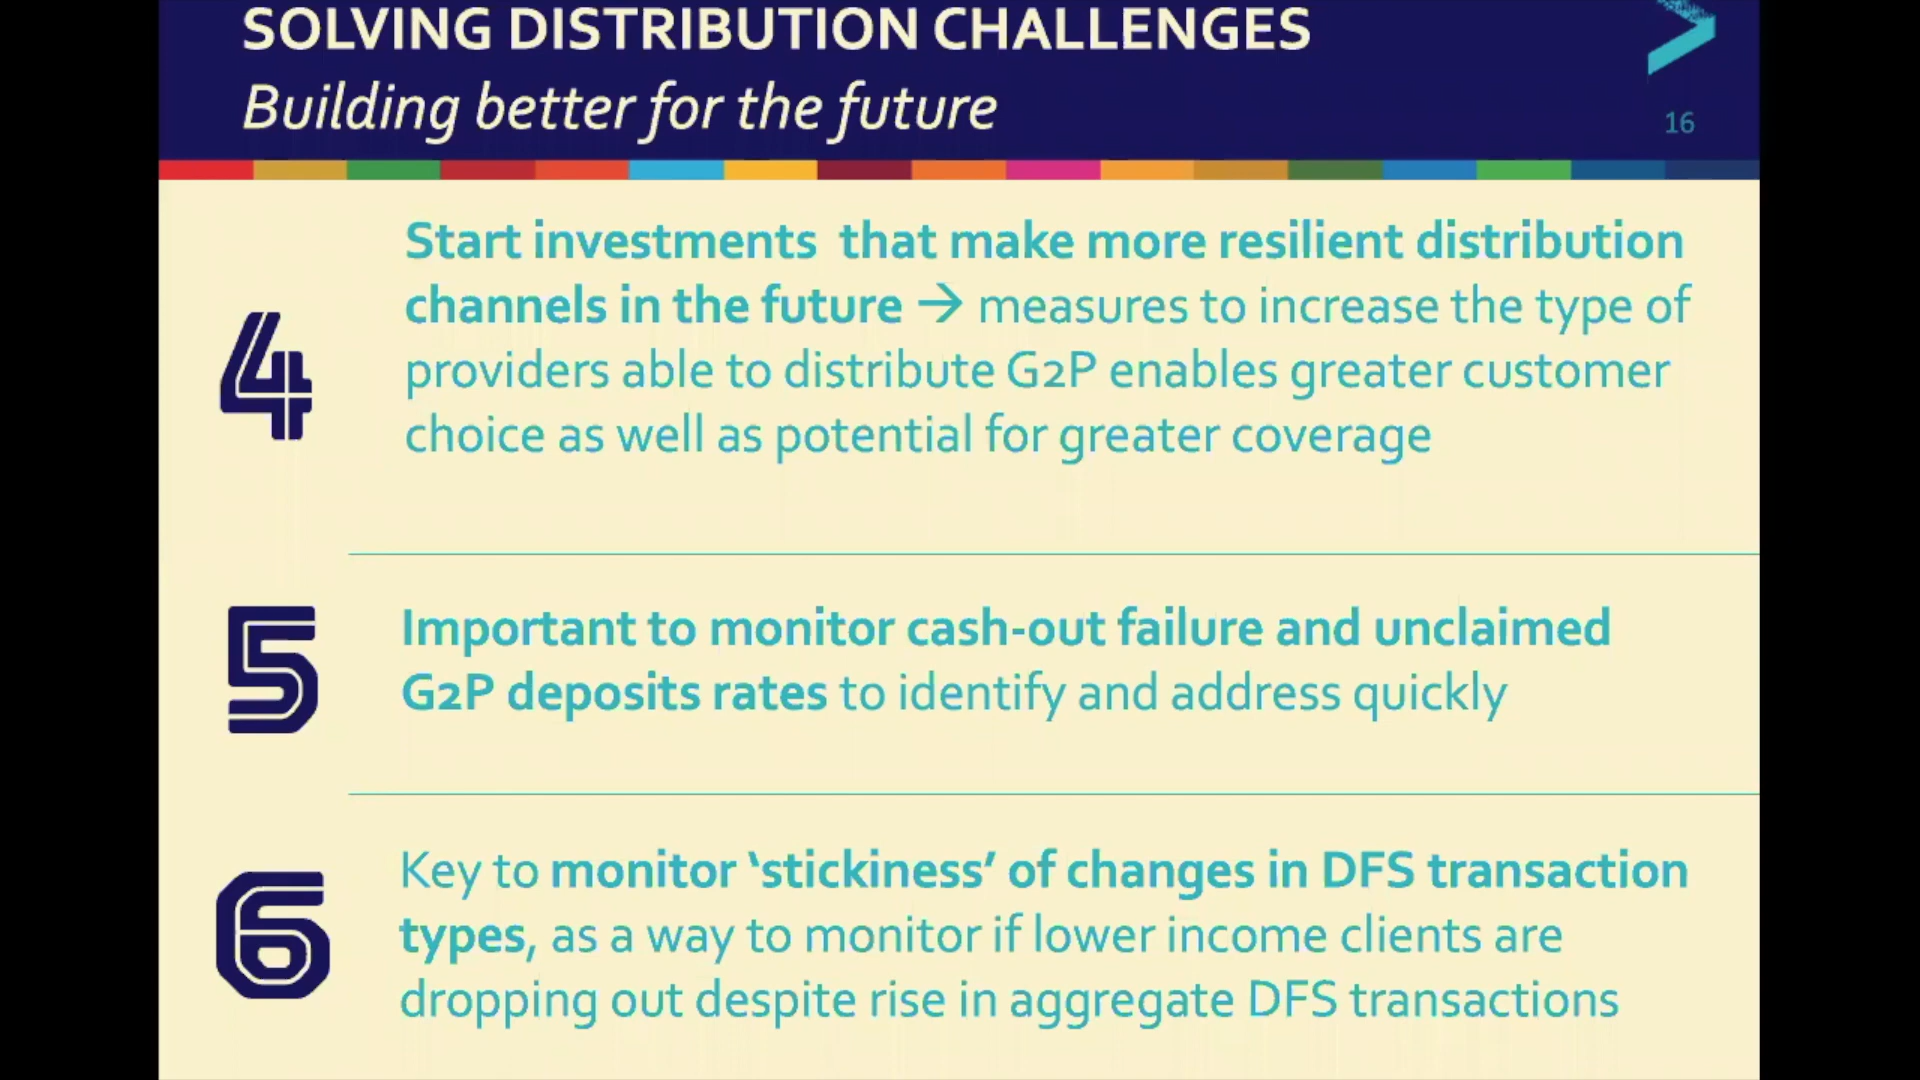 SOLVING DISTRIBUTION CHALLENGES
Building better for the future
16
4
Start investments that make more resilient distribution
channels in the future → measures to increase the type of
providers able to distribute G2P enables greater customer
choice as well as potential for greater coverage
5
Important to monitor cash-out failure and unclaimed
G2P deposits rates to identify and address quickly
6
Key to monitor ‘stickiness’ of changes in DFS transaction
types, as a way to monitor if lower income clients are
dropping out despite rise in aggregate DFS transactions